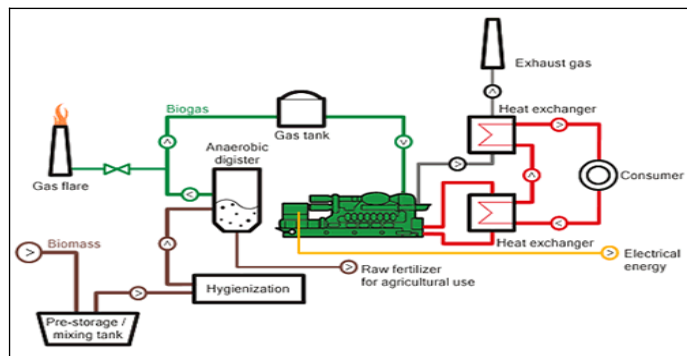 Exhaust gas
Biogas
Heat exchanger
Gas tank
Anaerobic
digister
Gas flare
Consumer
Biomass
Heat exchanger
Electrical
energy
Raw fertilizer
for agricultural use
Hygienization
Pre-storage /
mixing tank